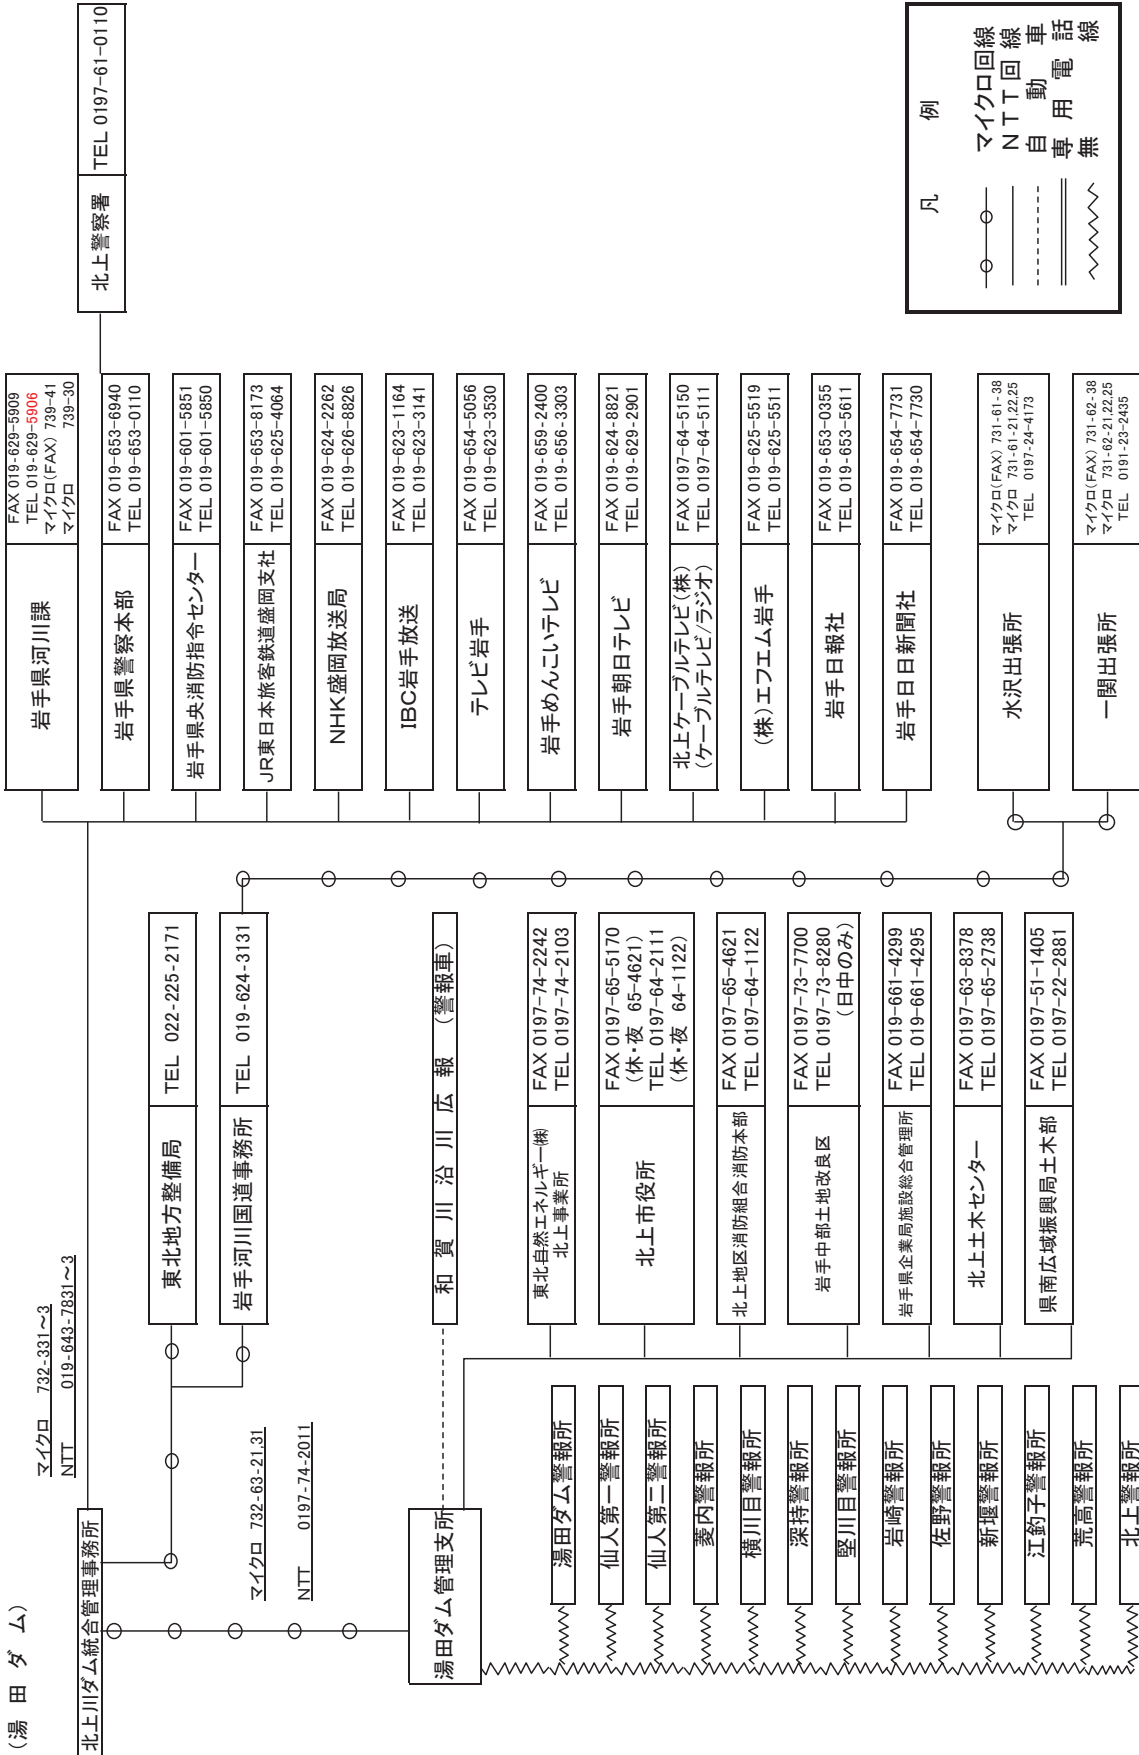 (湯 田 ダ ム)
北上川ダム統合管理事務所
マイクロ 732-331～3
NTT 019-643-7831～3
マイクロ 732-63-21,31
NTT 0197-74-2011
湯田ダム管理支所
湯田ダム警報所
仙人第一警報所
仙人第二警報所
菱内警報所
横川目警報所
深持警報所
堅川目警報所
岩崎警報所
佐野警報所
新堰警報所
江釣子警報所
荒高警報所
北上警報所
東北地方整備局
TEL 022-225-2171
岩手河川国道事務所
TEL 019-624-3131
和 賀 川 沿 川 広 報 (警報車)
東北自然エネルギー㈱
北上事業所
FAX 0197-74-2242
TEL 0197-74-2103
北上市役所
FAX 0197-65-5170
(休・夜 65-4621)
TEL 0197-64-2111
(休・夜 64-1122)
北上地区消防組合消防本部
FAX 0197-65-4621
TEL 0197-64-1122
岩手中部土地改良区
FAX 0197-73-7700
TEL 0197-73-8280
(日中のみ)
岩手県企業局施設総合管理所
FAX 019-661-4299
TEL 019-661-4295
北上土木センター
FAX 0197-63-8378
TEL 0197-65-2738
県南広域振興局土木部
FAX 0197-51-1405
TEL 0197-22-2881
岩手県河川課
FAX 019-629-5909
TEL 019-629-5906
マイクロ(FAX) 739-41
マイクロ 739-30
岩手県警察本部
FAX 019-653-6940
TEL 019-653-0110
北上警察署
TEL 0197-61-0110
岩手県央消防指令センター
FAX 019-601-5851
TEL 019-601-5850
JR東日本旅客鉄道盛岡支社
FAX 019-653-8173
TEL 019-625-4064
NHK盛岡放送局
FAX 019-624-2262
TEL 019-626-8826
IBC岩手放送
FAX 019-623-1164
TEL 019-623-3141
テレビ岩手
FAX 019-654-5056
TEL 019-623-3530
岩手めんこいテレビ
FAX 019-659-2400
TEL 019-656-3303
岩手朝日テレビ
FAX 019-624-8821
TEL 019-629-2901
北上ケーブルテレビ(株)
(ケーブルテレビ/ラジオ)
FAX 0197-64-5150
TEL 0197-64-5111
(株)エフエム岩手
FAX 019-625-5519
TEL 019-625-5511
岩手日報社
FAX 019-653-0355
TEL 019-653-5611
岩手日日新聞社
FAX 019-654-7731
TEL 019-654-7730
水沢出張所
マイクロ(FAX) 731-61-38
マイクロ 731-61-21,22,25
TEL 0197-24-4173
一関出張所
マイクロ(FAX) 731-62-38
マイクロ 731-62-21,22,25
TEL 0191-23-2435
凡 例
マイクロ回線
NTT回線
自動車
専用電話
無線